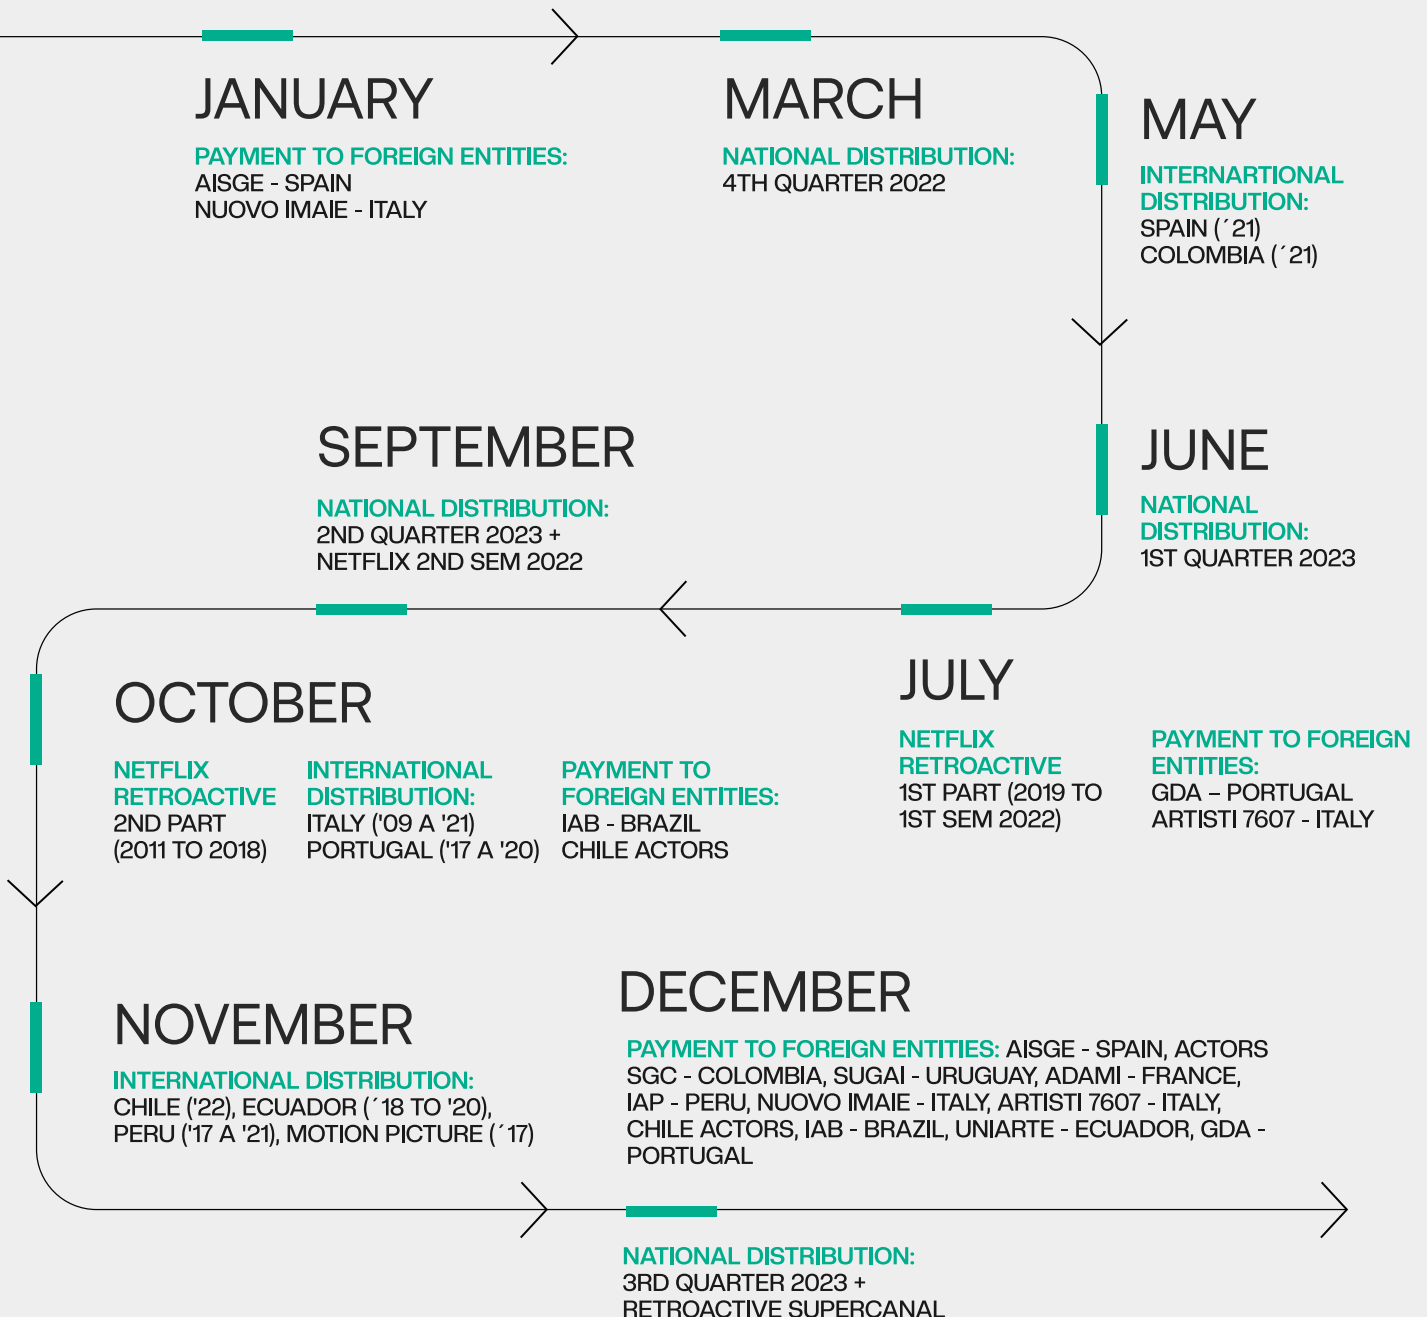 JANUARY
PAYMENT TO FOREIGN ENTITIES:
AISGE - SPAIN
NUOVO IMAIE - ITALY
MARCH
NATIONAL DISTRIBUTION:
4TH QUARTER 2022
MAY
INTERNARTIONAL
DISTRIBUTION:
SPAIN (´21)
COLOMBIA (´21)
JUNE
NATIONAL
DISTRIBUTION:
1ST QUARTER 2023
JULY
NETFLIX
RETROACTIVE
1ST PART (2019 TO
1ST SEM 2022)
PAYMENT TO FOREIGN
ENTITIES:
GDA – PORTUGAL
ARTISTI 7607 - ITALY
SEPTEMBER
NATIONAL DISTRIBUTION:
2ND QUARTER 2023 +
NETFLIX 2ND SEM 2022
OCTOBER
NETFLIX
RETROACTIVE
2ND PART
(2011 TO 2018)
INTERNATIONAL
DISTRIBUTION:
ITALY ('09 A '21)
PORTUGAL ('17 A '20)
PAYMENT TO
FOREIGN ENTITIES:
IAB - BRAZIL
CHILE ACTORS
NOVEMBER
INTERNATIONAL DISTRIBUTION:
CHILE ('22), ECUADOR (´18 TO '20),
PERU ('17 A '21), MOTION PICTURE (´17)
DECEMBER
PAYMENT TO FOREIGN ENTITIES: AISGE - SPAIN, ACTORS
SGC - COLOMBIA, SUGAI - URUGUAY, ADAMI - FRANCE,
IAP - PERU, NUOVO IMAIE - ITALY, ARTISTI 7607 - ITALY,
CHILE ACTORS, IAB - BRAZIL, UNIARTE - ECUADOR, GDA -
PORTUGAL
NATIONAL DISTRIBUTION:
3RD QUARTER 2023 +
RETROACTIVE SUPERCANAL